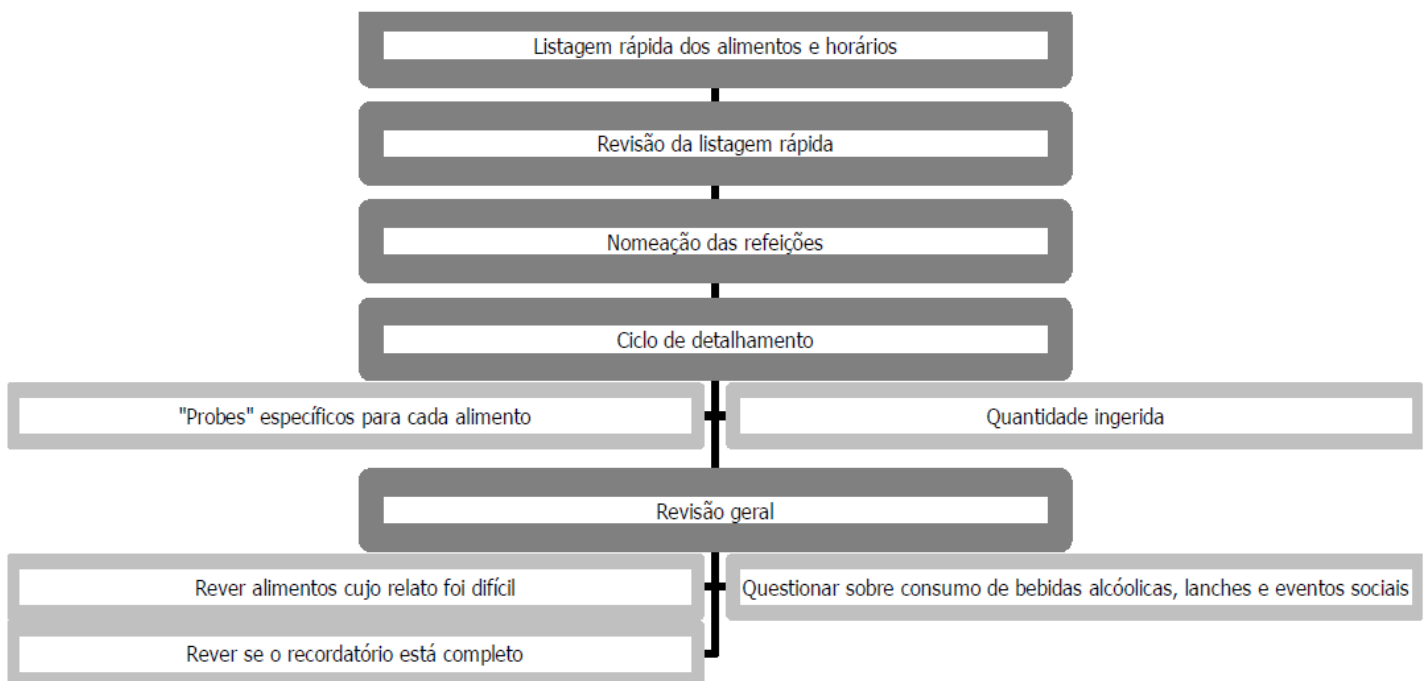 Listagem rápida dos alimentos e horários
Revisão da listagem rápida
Nomeação das refeições
Ciclo de detalhamento
"Probes" específicos para cada alimento
Quantidade ingerida
Revisão geral
Rever alimentos cujo relato foi difícil
Questionar sobre consumo de bebidas alcóolicas, lanches e eventos sociais
Rever se o recordatório está completo